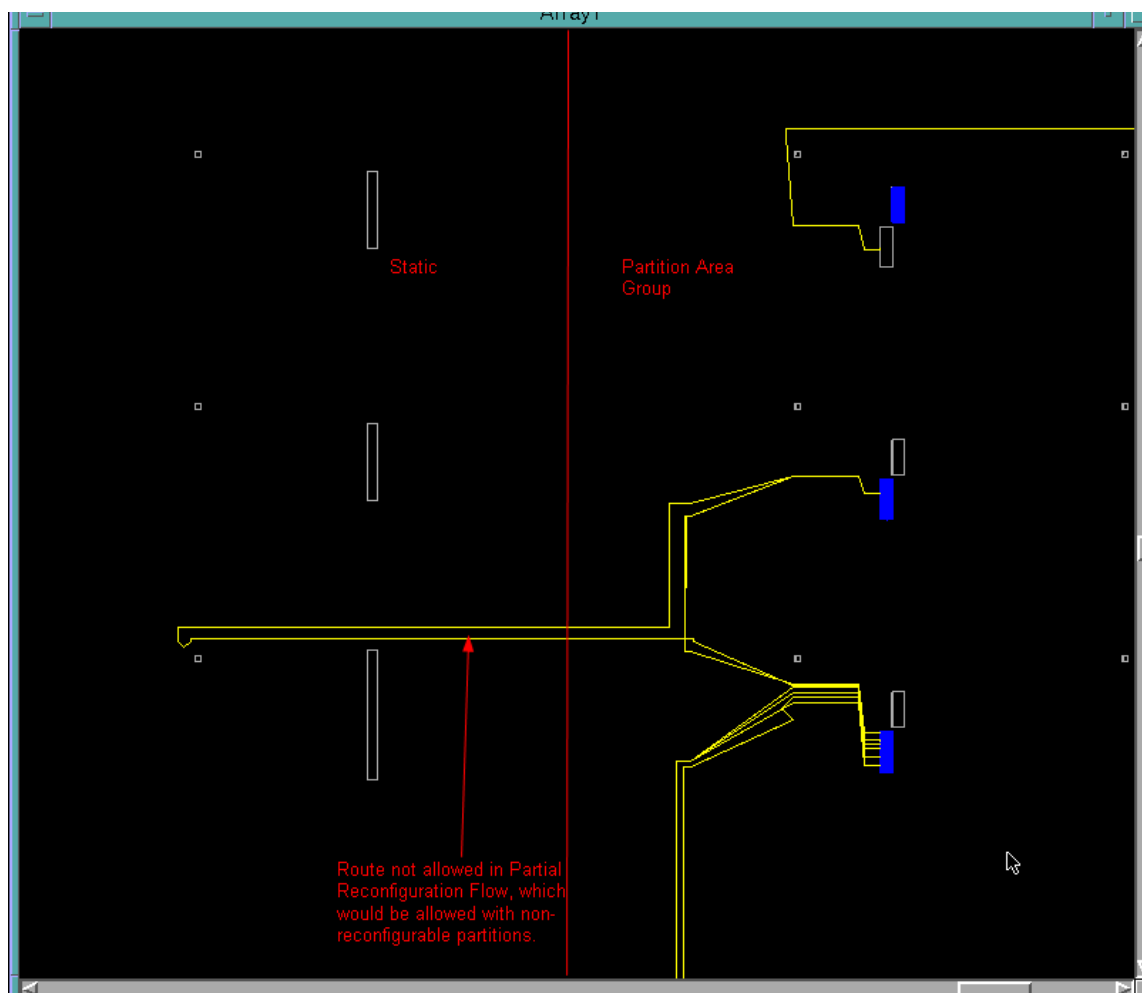 Array1
Static
Partition Area
Group
Route not allowed in Partial
Reconfiguration Flow, which
would be allowed with non-
reconfigurable partitions.